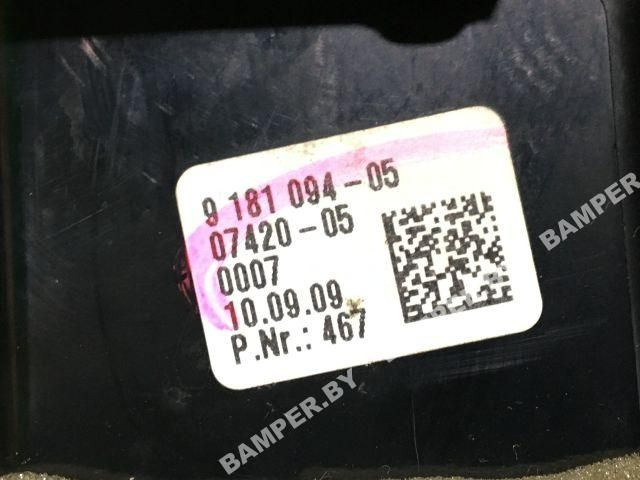 9 181 094-05
07420-05
0007
10.09.09
P.Nr.: 467
BAMPER.BY
BAMPER